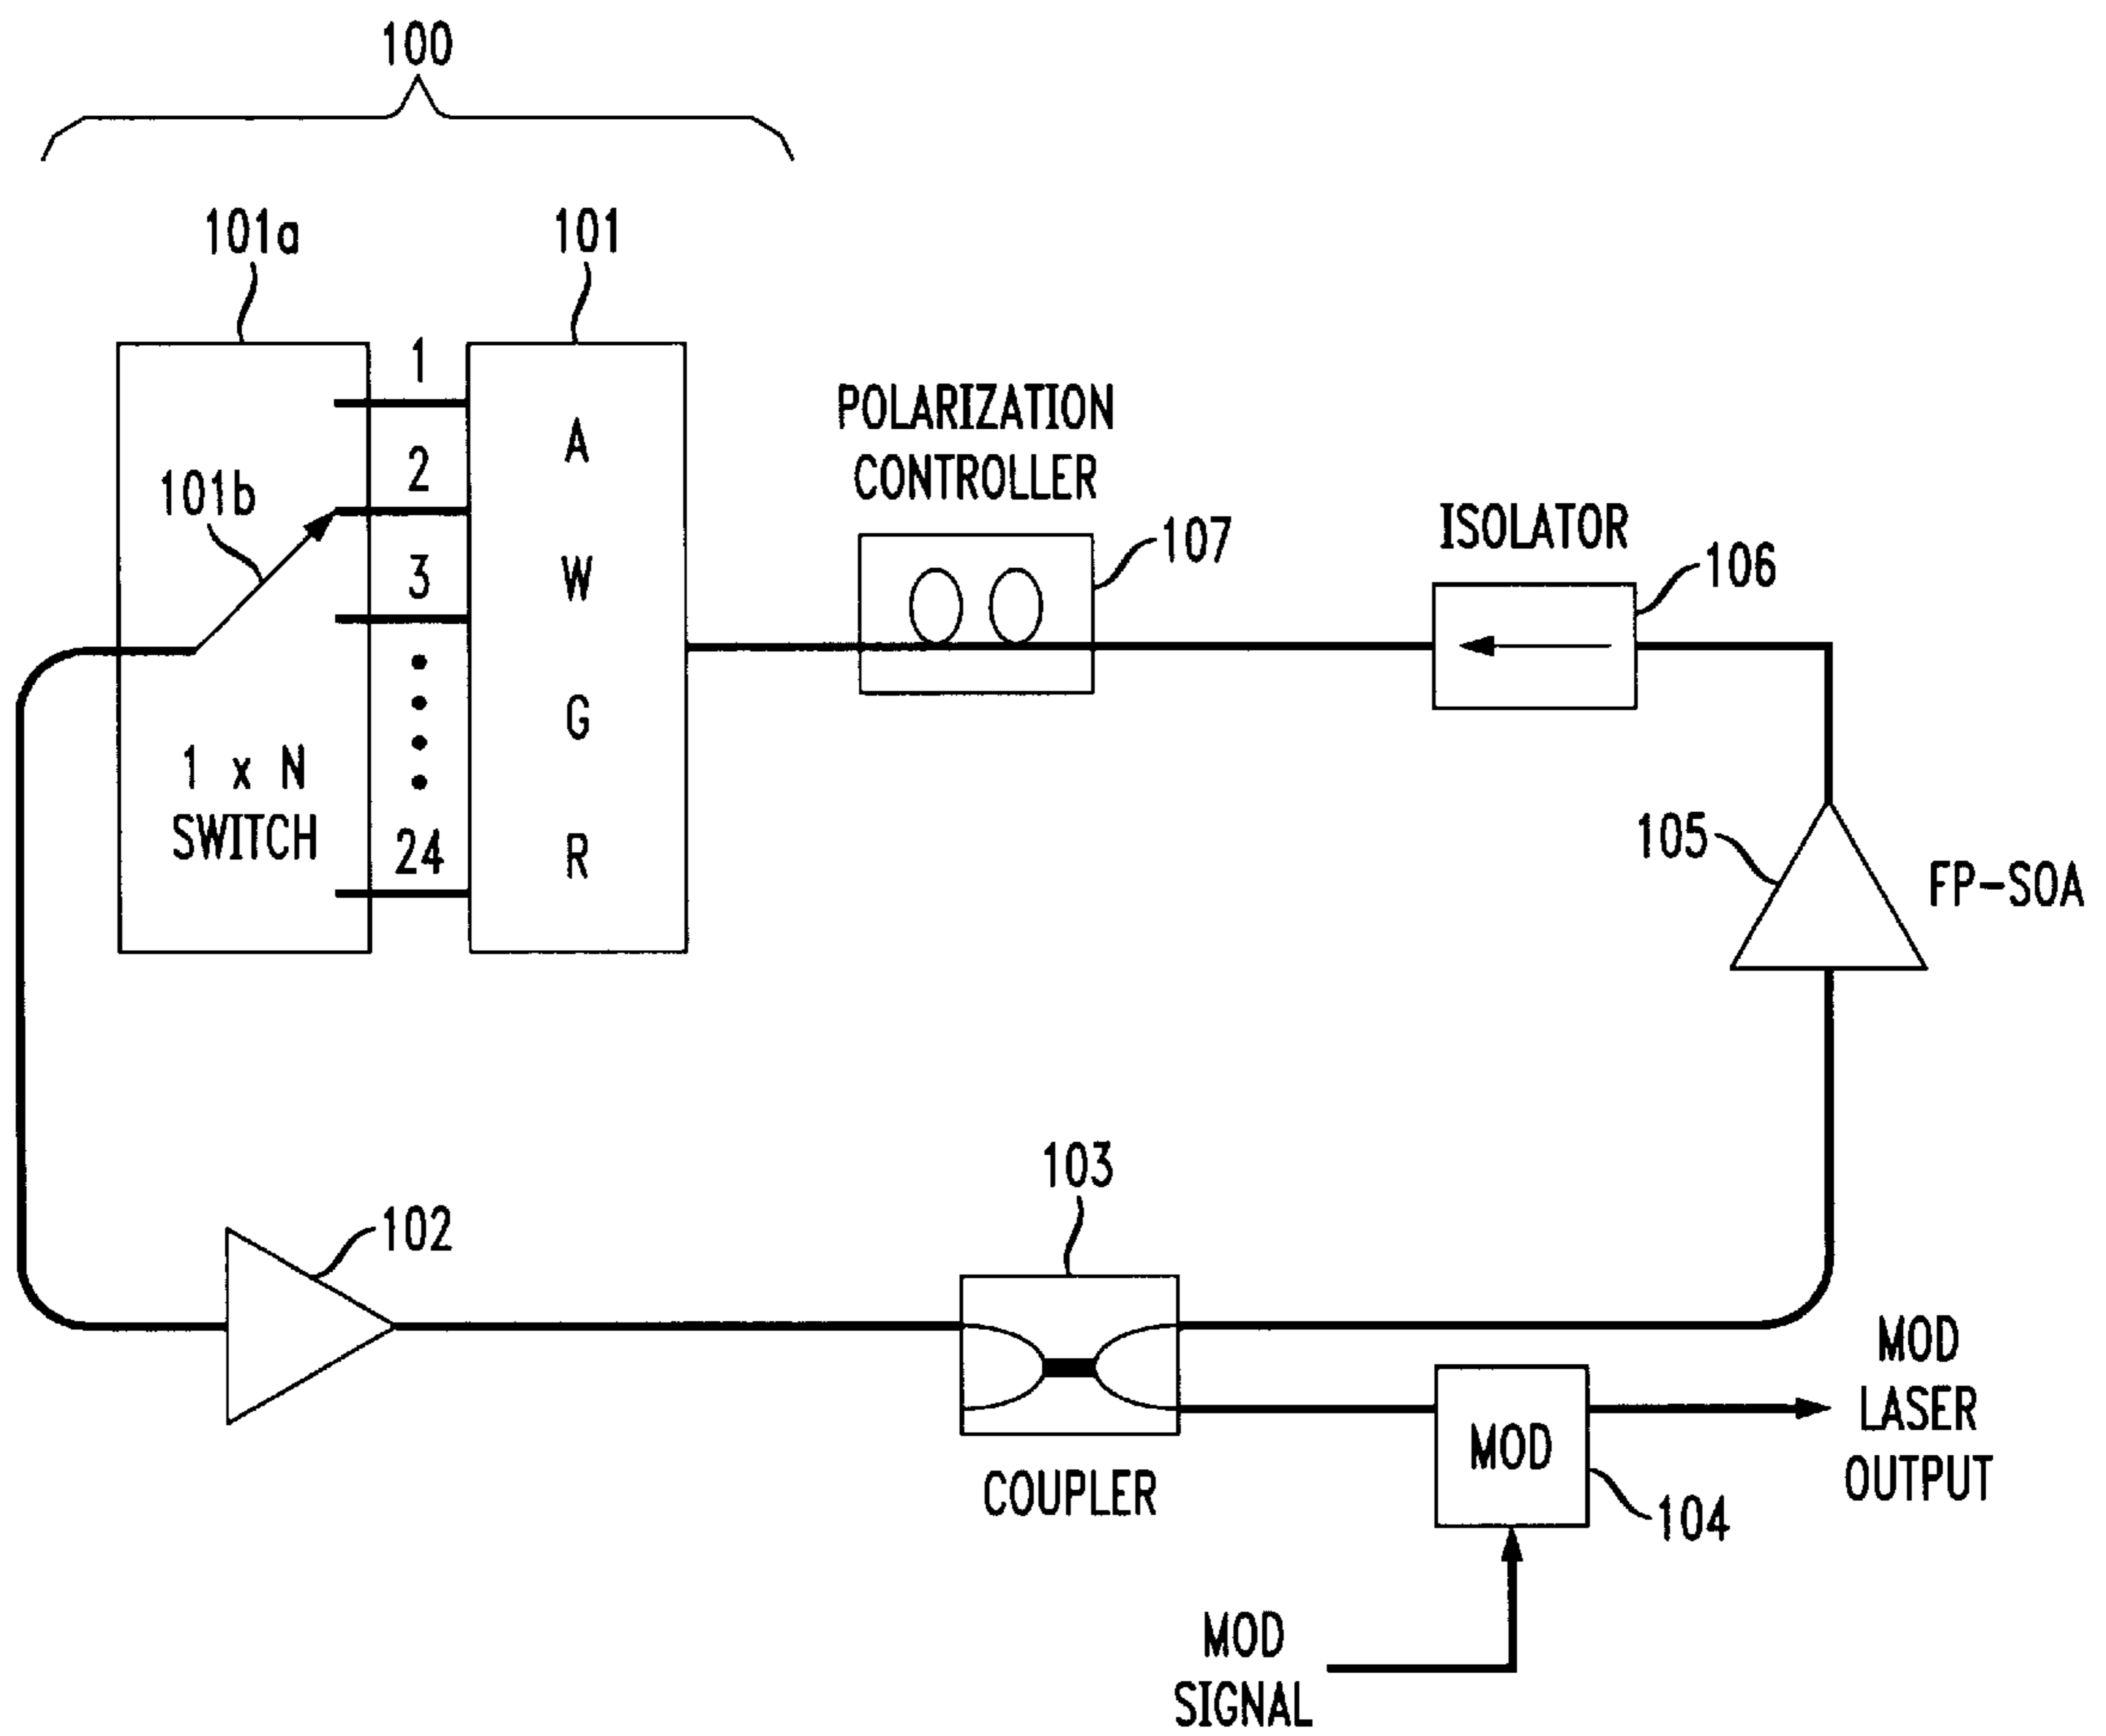 100
101a
101
1
2
3
24
101b
1 x N
SWITCH
A
W
G
R
POLARIZATION
CONTROLLER
107
ISOLATOR
106
105
FP-SOA
102
103
COUPLER
MOD
104
MOD
LASER
OUTPUT
MOD
SIGNAL